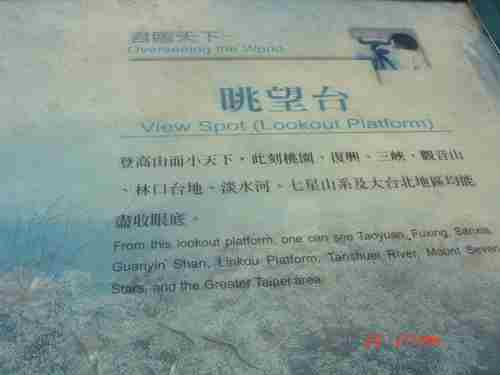 君臨天下
Overseeing the World
眺望台
View Spot (Lookout Platform)
登高山而小天下,此刻桃園、復興、三峽、觀音山
、林口台地、淡水河、七星山系及大台北地區均能
盡收眼底。
From this lookout platform, one can see Taoyuan, Fuxing, Sanxia,
Guanyin Shan, Linkou Platform, Tanshuei River, Mount Seven
Stars, and the Greater Taipei area.